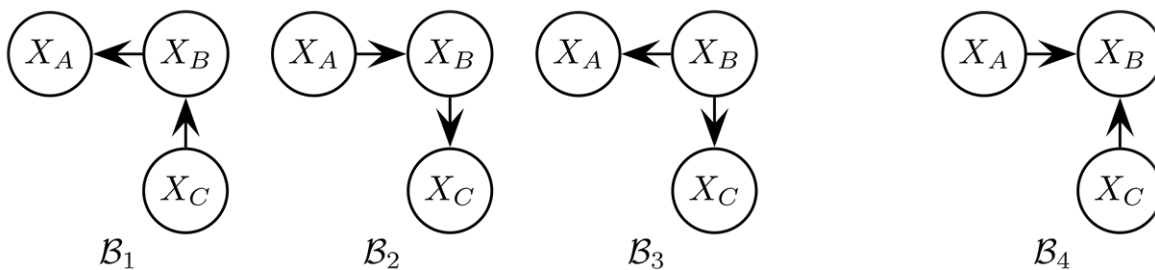 X_A X_B X_A X_B X_A X_B X_A X_B
X_C X_C X_C X_C
ℬ₁ ℬ₂ ℬ₃ ℬ₄